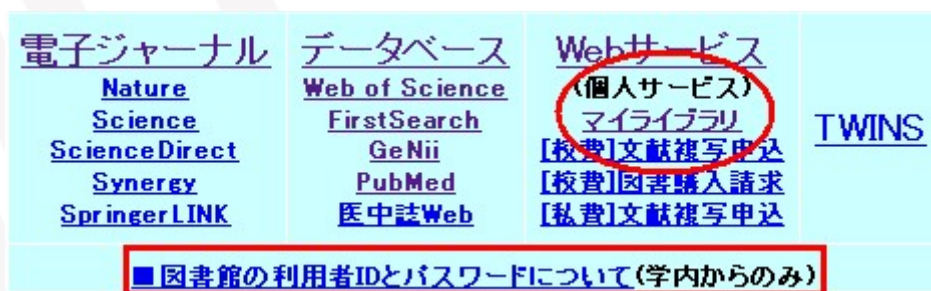 電子ジャーナル
Nature
Science
ScienceDirect
Synergy
SpringerLINK
データベース
Web of Science
FirstSearch
GeNii
PubMed
医中誌Web
Webサービス
(個人サービス)
マイライブラリ
[校費]文献複写申込
[校費]図書購入請求
[私費]文献複写申込
TWINS
■図書館の利用者IDとパスワードについて(学内からのみ)